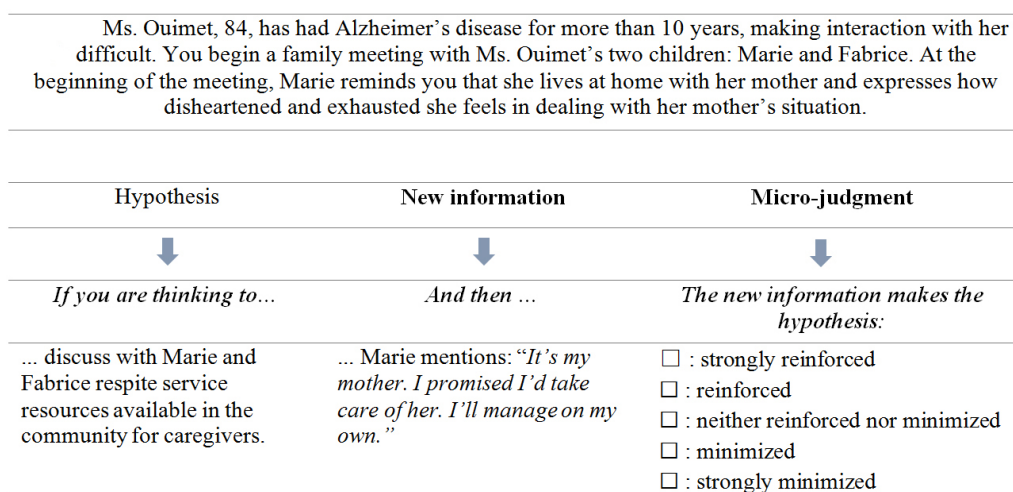 Ms. Ouimet, 84, has had Alzheimer’s disease for more than 10 years, making interaction with her
difficult. You begin a family meeting with Ms. Ouimet’s two children: Marie and Fabrice. At the
beginning of the meeting, Marie reminds you that she lives at home with her mother and expresses how
disheartened and exhausted she feels in dealing with her mother’s situation.
Hypothesis
New information
Micro-judgment
If you are thinking to…
And then …
The new information makes the
hypothesis:
... discuss with Marie and
Fabrice respite service
resources available in the
community for caregivers.
... Marie mentions: “It’s my
mother. I promised I’d take
care of her. I’ll manage on my
own.”
☐ : strongly reinforced
☐ : reinforced
☐ : neither reinforced nor minimized
☐ : minimized
☐ : strongly minimized